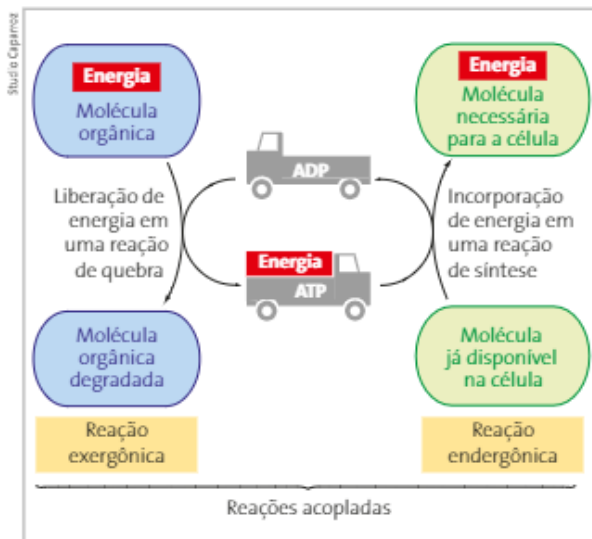 Studio Caparroz
Energia
Molécula
orgânica
Energia
Molécula
necessária
para a célula
ADP
Liberação de
energia em
uma reação
de quebra
Incorporação
de energia em
uma reação
de síntese
Energia
ATP
Molécula
orgânica
degradada
Molécula
já disponível
na célula
Reação
exergônica
Reação
endergônica
Reações acopladas